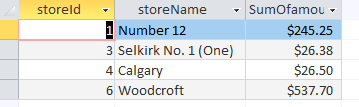 storeId storeName SumOfamou
1 Number 12 $245.25
3 Selkirk No. 1 (One) $26.38
4 Calgary $26.50
6 Woodcroft $537.70